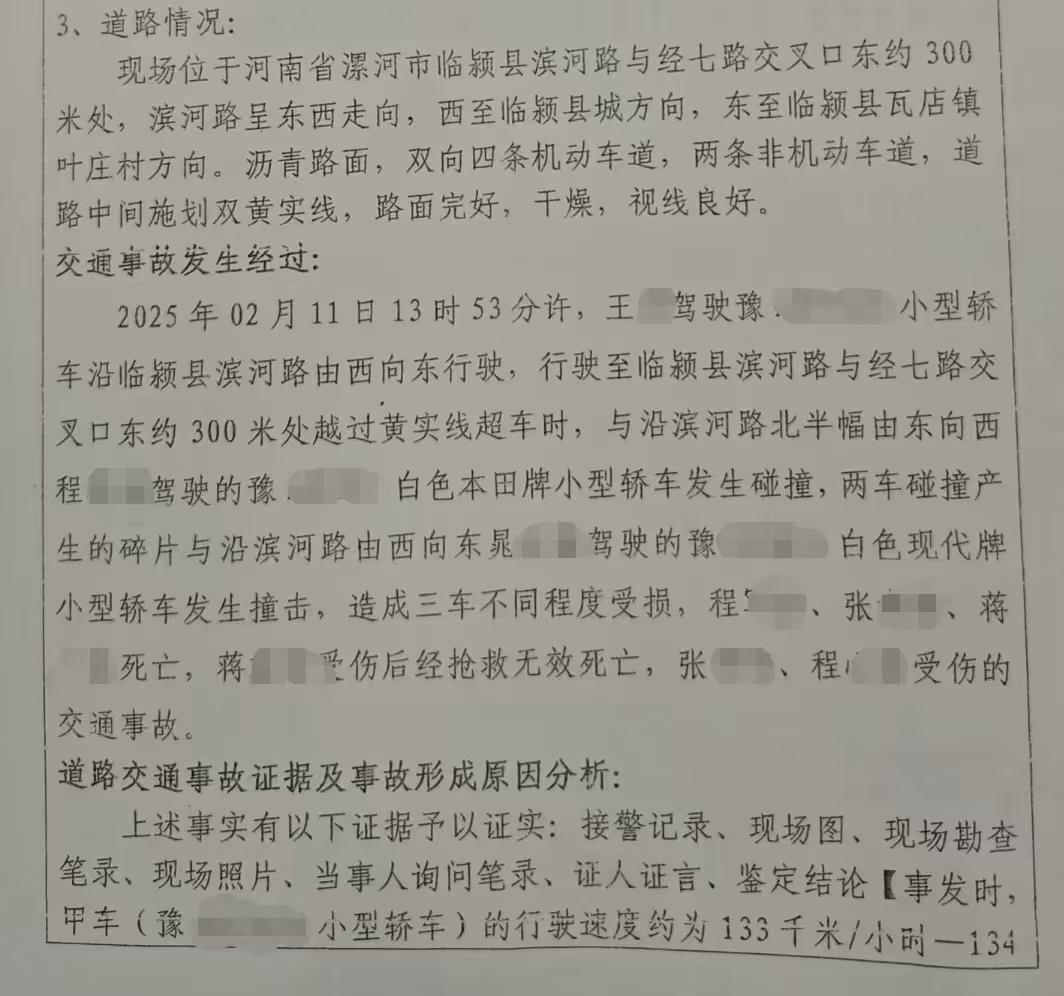 3、道路情况：
现场位于河南省漯河市临颍县滨河路与经七路交叉口东约 300
米处，滨河路呈东西走向，西至临颍县城方向，东至临颍县瓦店镇
叶庄村方向。沥青路面，双向四条机动车道，两条非机动车道，道
路中间施划双黄实线，路面完好，干燥，视线良好。
交通事故发生经过：
2025 年 02 月 11 日 13 时 53 分许，王 驾驶豫 小型轿
车沿临颍县滨河路由西向东行驶，行驶至临颍县滨河路与经七路交
叉口东约 300 米处越过黄实线超车时，与沿滨河路北半幅由东向西
程 驾驶的豫 白色本田牌小型轿车发生碰撞，两车碰撞产
生的碎片与沿滨河路由西向东晁 驾驶的豫 白色现代牌
小型轿车发生撞击，造成三车不同程度受损，程 、张 、蒋
死亡，蒋 受伤后经抢救无效死亡，张 、程 受伤的
交通事故。
道路交通事故证据及事故形成原因分析：
上述事实有以下证据予以证实：接警记录、现场图、现场勘查
笔录、现场照片、当事人询问笔录、证人证言、鉴定结论【事发时，
甲车（豫 小型轿车）的行驶速度约为 133 千米/小时—134